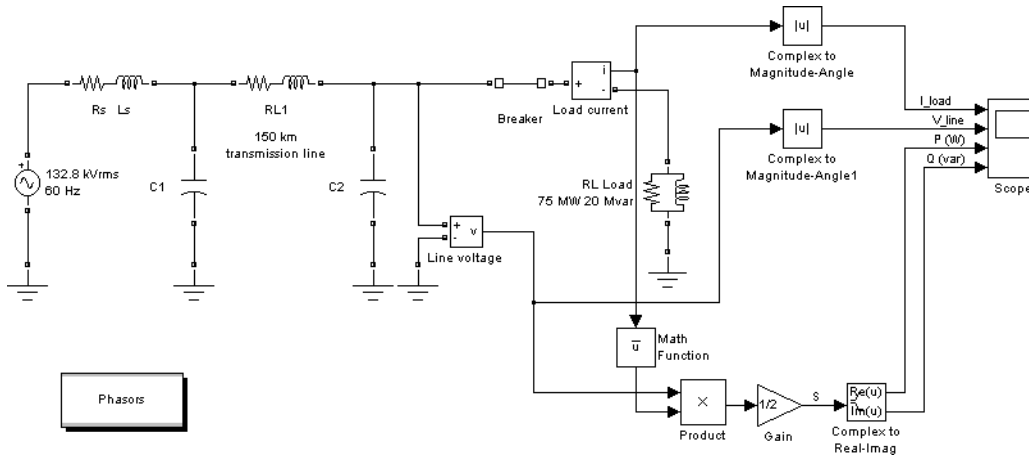 |u|
Complex to
Magnitude-Angle
i
+
-
Load current
Rs Ls
RL1
150 km
transmission line
Breaker
I_load
V_line
P (W)
Q (var)
Scope
|u|
Complex to
Magnitude-Angle1
+
132.8 kVrms
60 Hz
C1
C2
RL Load
75 MW 20 Mvar
+
-
v
Line voltage
u
Math
Function
Phasors
×
Product
1/2
Gain
S
Re(u)
Im(u)
Complex to
Real-Imag